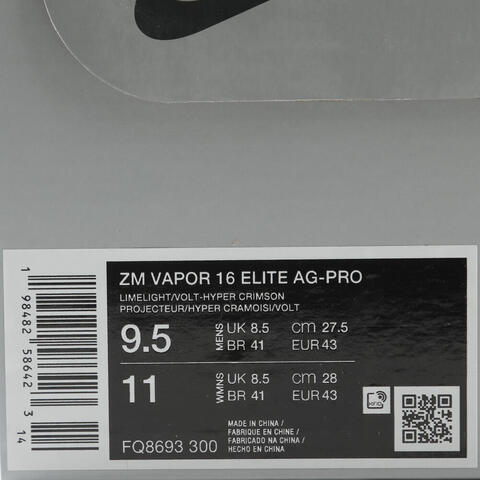 ZM VAPOR 16 ELITE AG-PRO
LIMELIGHT/VOLT-HYPER CRIMSON
PROJECTEUR/HYPER CRAMOISI/VOLT
9.5 MENS UK 8.5 CM 27.5
BR 41 EUR 43
11 WMNS UK 8.5 CM 28
BR 41 EUR 43
FQ8693 300
MADE IN CHINA /
FABRIQUE EN CHINE /
FABRICADO NA CHINA /
HECHO EN CHINA
RFID
1 98482 58642 3 14